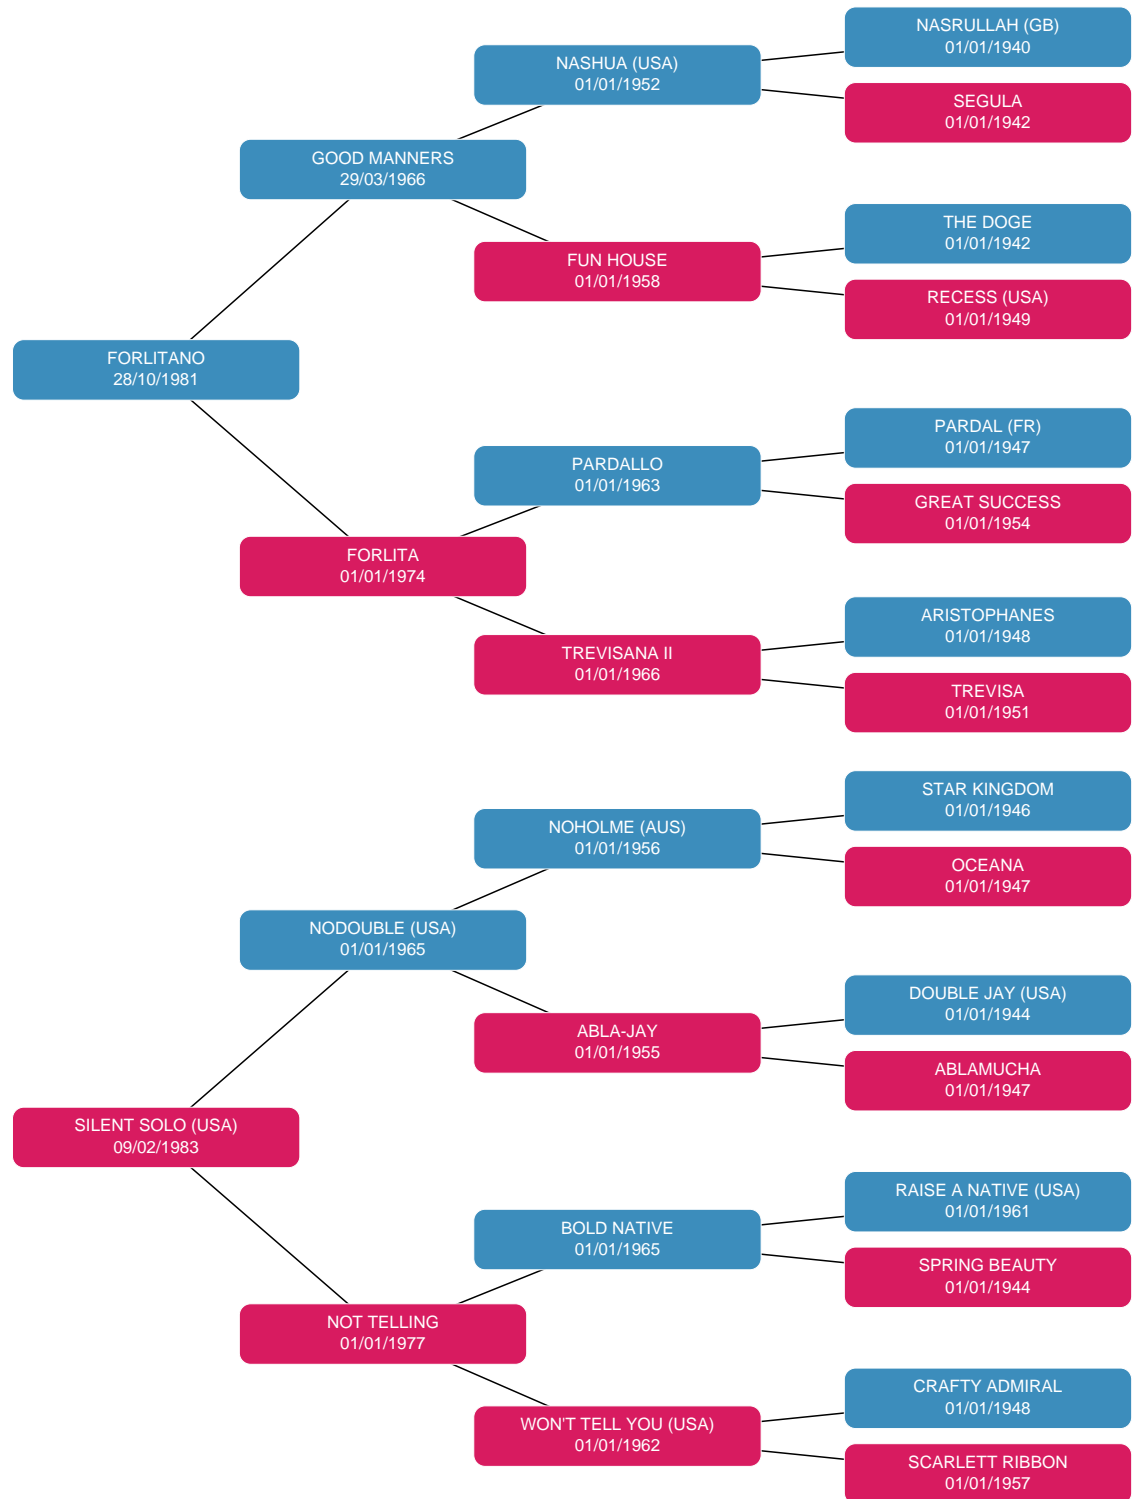 NASRULLAH (GB)
01/01/1940
NASHUA (USA)
01/01/1952
SEGULA
01/01/1942
GOOD MANNERS
29/03/1966
THE DOGE
01/01/1942
FUN HOUSE
01/01/1958
RECESS (USA)
01/01/1949
FORLITANO
28/10/1981
PARDAL (FR)
01/01/1947
PARDALLO
01/01/1963
GREAT SUCCESS
01/01/1954
FORLITA
01/01/1974
ARISTOPHANES
01/01/1948
TREVISANA II
01/01/1966
TREVISA
01/01/1951
STAR KINGDOM
01/01/1946
NOHOLME (AUS)
01/01/1956
OCEANA
01/01/1947
NODOUBLE (USA)
01/01/1965
DOUBLE JAY (USA)
01/01/1944
ABLA-JAY
01/01/1955
ABLAMUCHA
01/01/1947
SILENT SOLO (USA)
09/02/1983
RAISE A NATIVE (USA)
01/01/1961
BOLD NATIVE
01/01/1965
SPRING BEAUTY
01/01/1944
NOT TELLING
01/01/1977
CRAFTY ADMIRAL
01/01/1948
WON'T TELL YOU (USA)
01/01/1962
SCARLETT RIBBON
01/01/1957